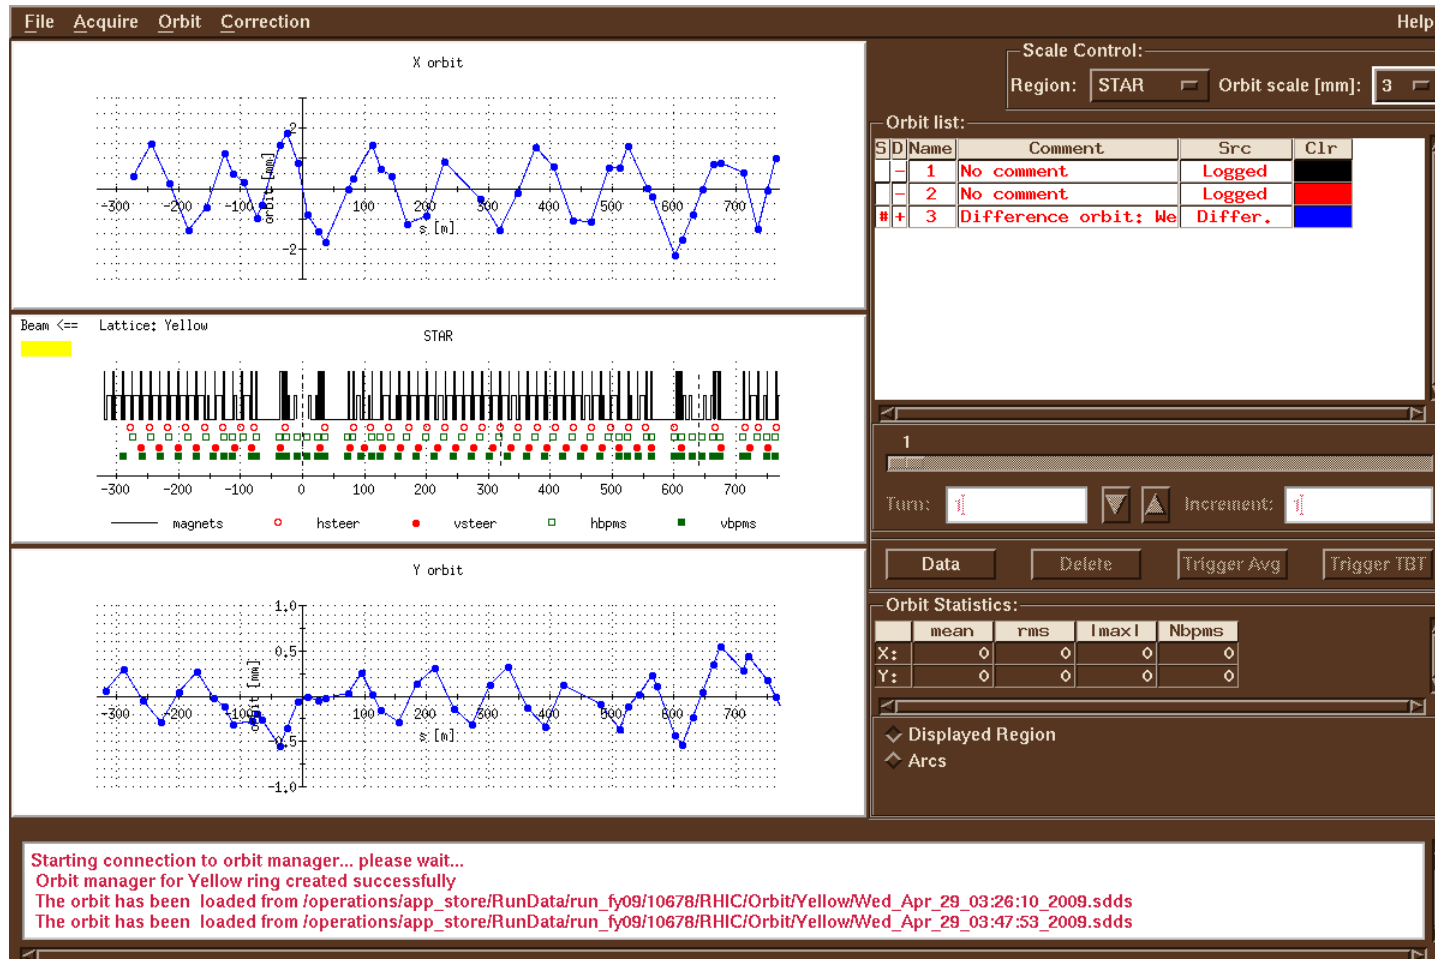 File Acquire Orbit Correction Help
X orbit
2
-300 -200 -100 0 100 200 300 400 500 600 700
orbit [mm]
s [m]
-2
Beam <== Lattice: Yellow
STAR
-300 -200 -100 0 100 200 300 400 500 600 700
magnets hsteer vsteer hbpms vbpms
Y orbit
1.0
0.5
-300 -200 -100 100 200 300 400 500 600 700
orbit [mm]
s [m]
-0.5
-1.0
Scale Control:
Region: STAR Orbit scale [mm]: 3
Orbit list:
S D Name Comment Src Clr
- 1 No comment Logged
- 2 No comment Logged
# + 3 Difference orbit: We Differ.
1
Turn: 1 Increment: 1
Data Delete Trigger Avg Trigger TBT
Orbit Statistics:
mean rms |max| Nbpms
X: 0 0 0 0
Y: 0 0 0 0
Displayed Region
Arcs
Starting connection to orbit manager... please wait...
Orbit manager for Yellow ring created successfully
The orbit has been loaded from /operations/app_store/RunData/run_fy09/10678/RHIC/Orbit/Yellow/Wed_Apr_29_03:26:10_2009.sdds
The orbit has been loaded from /operations/app_store/RunData/run_fy09/10678/RHIC/Orbit/Yellow/Wed_Apr_29_03:47:53_2009.sdds